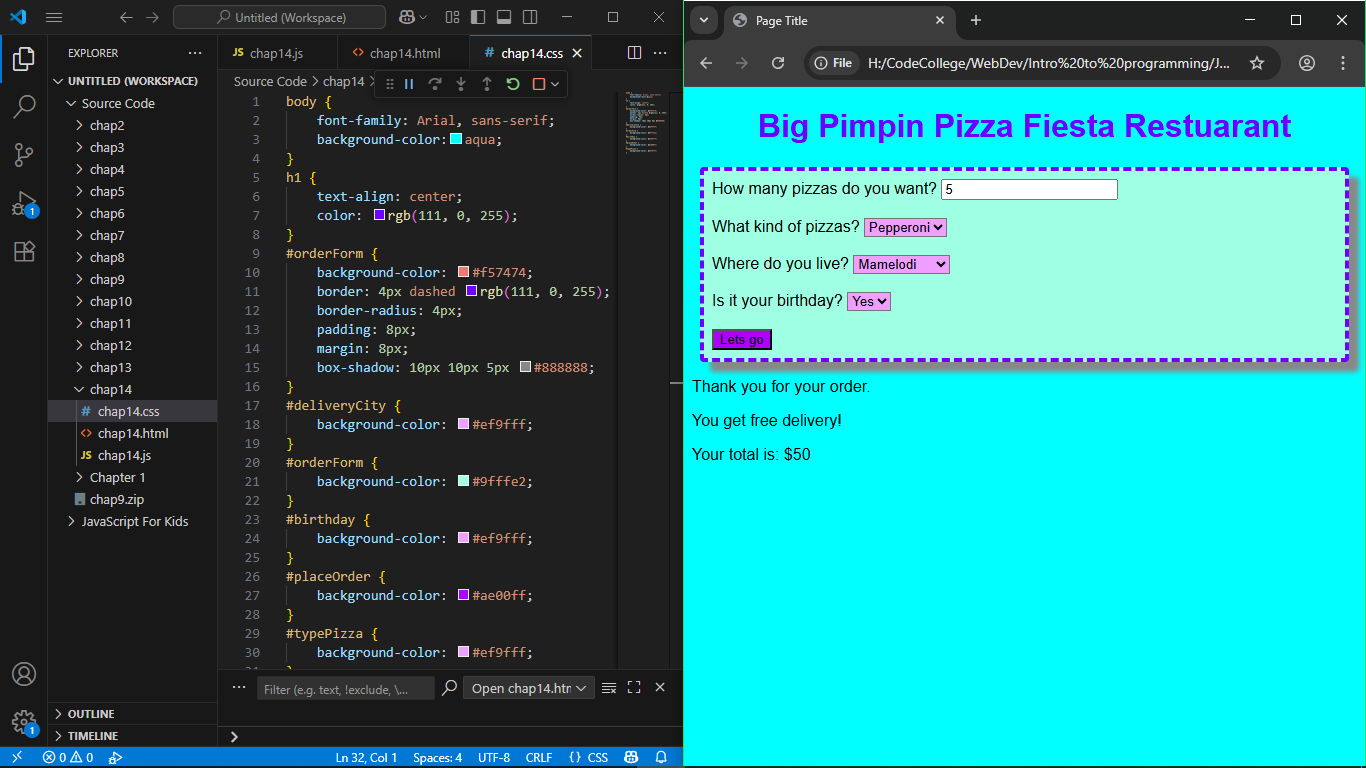 Untitled (Workspace)
EXPLORER
UNTITLED (WORKSPACE)
Source Code
chap2
chap3
chap4
chap5
chap6
chap7
chap8
chap9
chap10
chap11
chap12
chap13
chap14
chap14.css
chap14.html
chap14.js
Chapter 1
chap9.zip
JavaScript For Kids
OUTLINE
TIMELINE
1
1
JS chap14.js
<> chap14.html
# chap14.css
Source Code > chap14 >
1 body {
2 font-family: Arial, sans-serif;
3 background-color: aqua;
4 }
5 h1 {
6 text-align: center;
7 color: rgb(111, 0, 255);
8 }
9 #orderForm {
10 background-color: #f57474;
11 border: 4px dashed rgb(111, 0, 255);
12 border-radius: 4px;
13 padding: 8px;
14 margin: 8px;
15 box-shadow: 10px 10px 5px #888888;
16 }
17 #deliveryCity {
18 background-color: #ef9fff;
19 }
20 #orderForm {
21 background-color: #9fffe2;
22 }
23 #birthday {
24 background-color: #ef9fff;
25 }
26 #placeOrder {
27 background-color: #ae00ff;
28 }
29 #typePizza {
30 background-color: #ef9fff;
Filter (e.g. text, !exclude, \...
Open chap14.htr
0 0
Ln 32, Col 1
Spaces: 4
UTF-8
CRLF
{} CSS
Page Title
File
H:/CodeCollege/WebDev/Intro%20to%20programming/J...
Big Pimpin Pizza Fiesta Restuarant
How many pizzas do you want? 5
What kind of pizzas? Pepperoni
Where do you live? Mamelodi
Is it your birthday? Yes
Lets go
Thank you for your order.
You get free delivery!
Your total is: $50